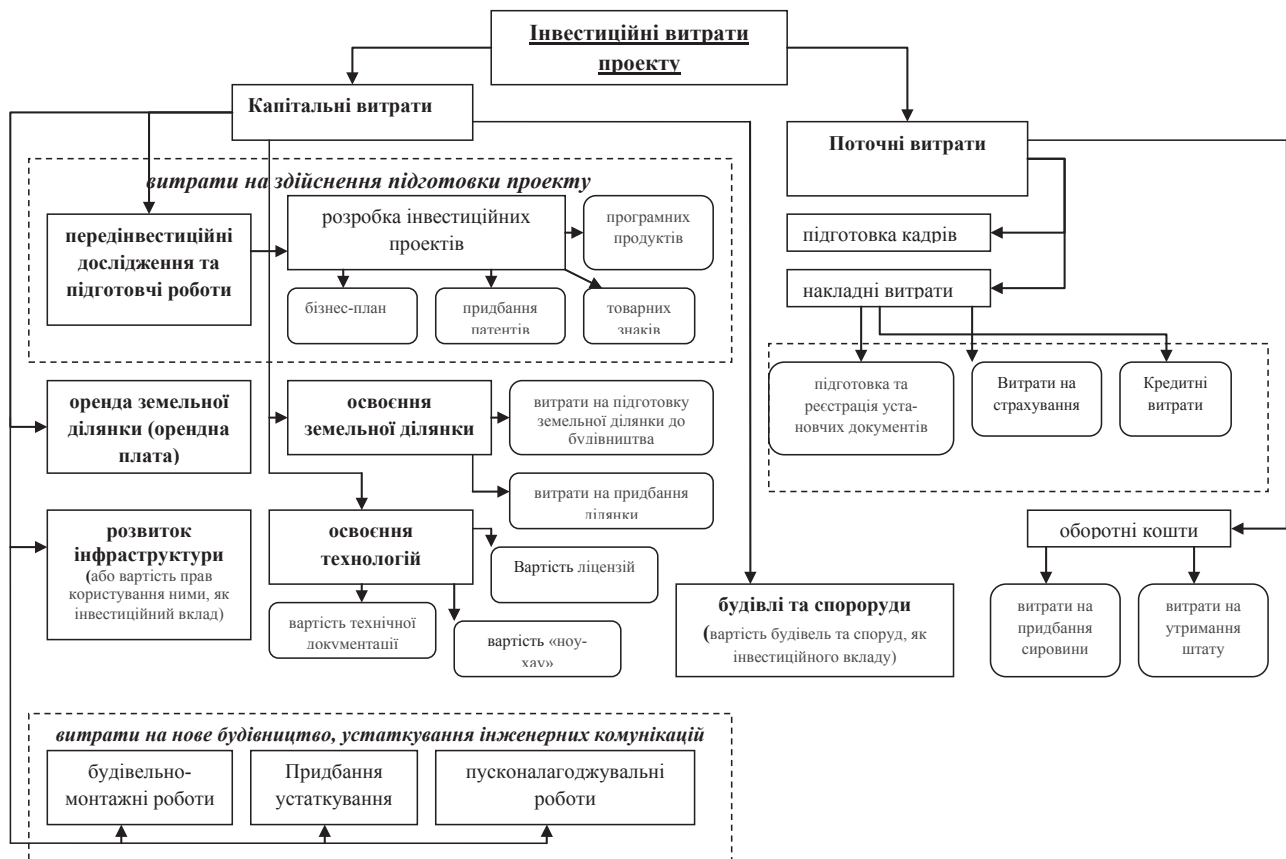 Інвестиційні витрати
проекту
Капітальні витрати
Поточні витрати
витрати на здійснення підготовки проекту
передінвестиційні
дослідження та
підготовчі роботи
розробка інвестиційних
проектів
програмних
продуктів
бізнес-план
придбання
патентів
товарних
знаків
підготовка кадрів
накладні витрати
підготовка та
реєстрація уста-
новчих документів
Витрати на
страхування
Кредитні
витрати
оренда земельної
ділянки (орендна
плата)
освоєння
земельної ділянки
витрати на підготовку
земельної ділянки до
будівництва
витрати на придбання
ділянки
розвиток
інфраструктури
(або вартість прав
користування ними, як
інвестиційний вклад)
освоєння
технологій
Вартість ліцензій
вартість технічної
документації
вартість «ноу-
хау»
будівлі та спороруди
(вартість будівель та споруд, як
інвестиційного вкладу)
оборотні кошти
витрати на
придбання
сировини
витрати на
утримання
штату
витрати на нове будівництво, устаткування інженерних комунікацій
будівельно-
монтажні роботи
Придбання
устаткування
пусконалагоджувальні
роботи